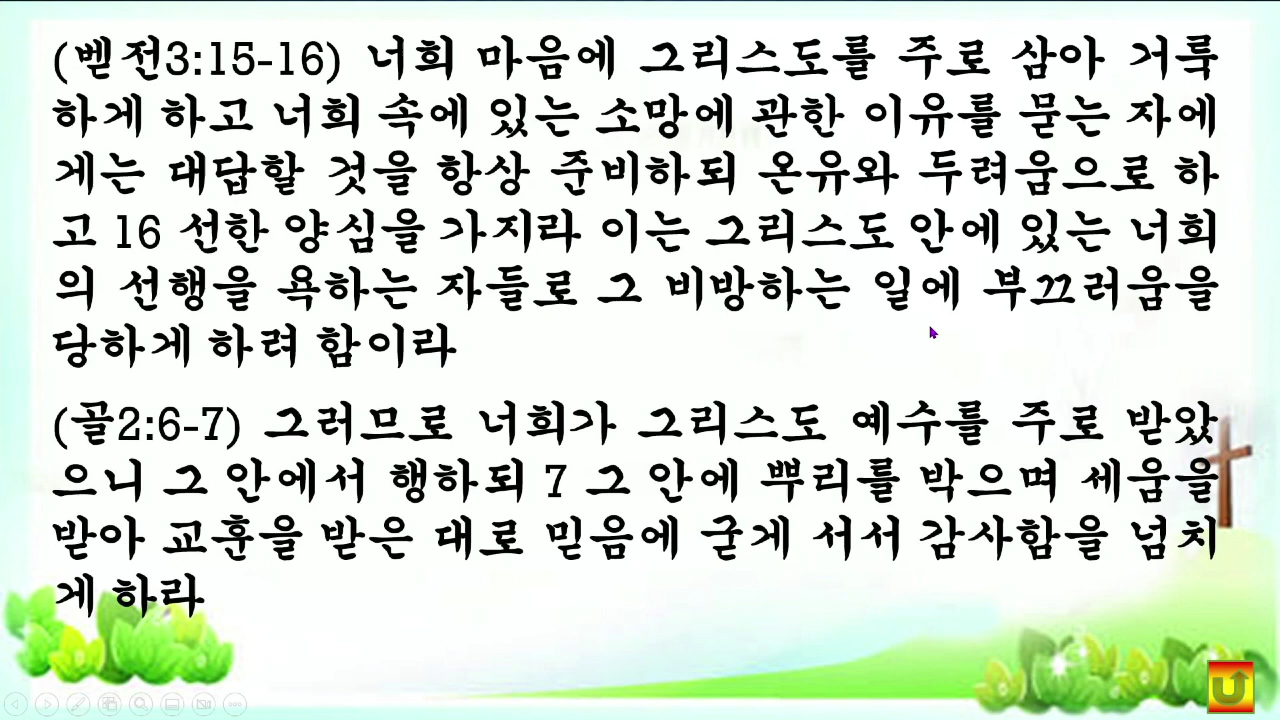 (벧전3:15-16) 너희 마음에 그리스도를 주로 삼아 거룩
하게 하고 너희 속에 있는 소망에 관한 이유를 묻는 자에
게는 대답할 것을 항상 준비하되 온유와 두려움으로 하
고 16 선한 양심을 가지라 이는 그리스도 안에 있는 너희
의 선행을 욕하는 자들로 그 비방하는 일에 부끄러움을
당하게 하려 함이라
(골2:6-7) 그러므로 너희가 그리스도 예수를 주로 받았
으니 그 안에서 행하되 7 그 안에 뿌리를 박으며 세움을
받아 교훈을 받은 대로 믿음에 굳게 서서 감사함을 넘치
게 하라